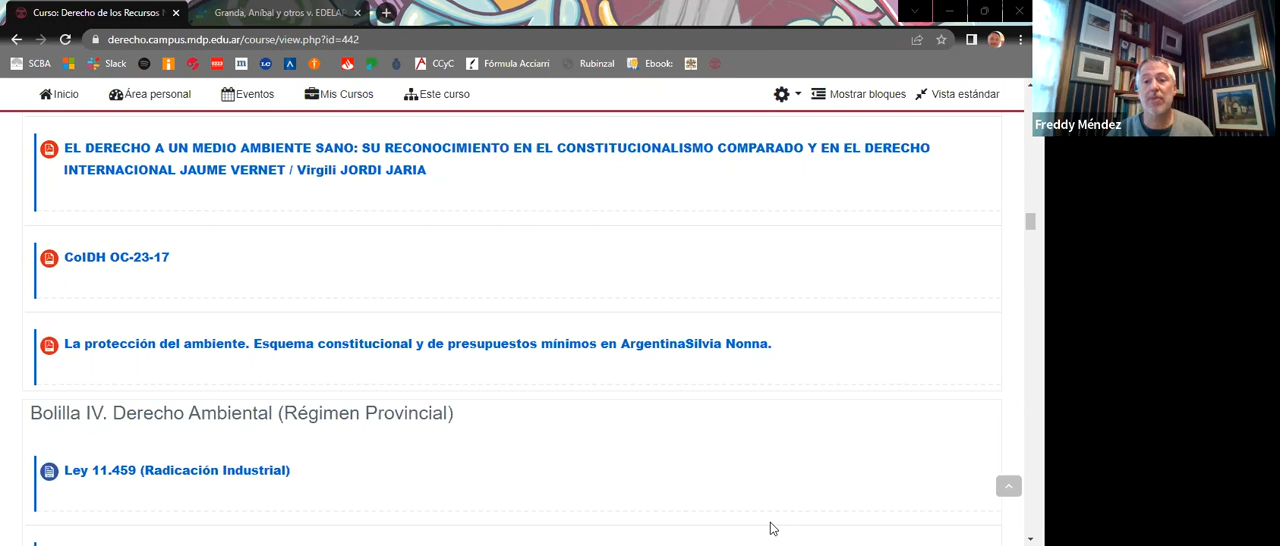 Curso: Derecho de los Recursos N
Granda, Aníbal y otros v. EDELAP
derecho.campus.mdp.edu.ar/course/view.php?id=442
SCBA Slack CCyC Fórmula Acciarri Rubinzal Ebook:
Inicio Área personal Eventos Mis Cursos Este curso Mostrar bloques Vista estándar
Freddy Méndez
EL DERECHO A UN MEDIO AMBIENTE SANO: SU RECONOCIMIENTO EN EL CONSTITUCIONALISMO COMPARADO Y EN EL DERECHO
INTERNACIONAL JAUME VERNET / Virgili JORDI JARIA
CoIDH OC-23-17
La protección del ambiente. Esquema constitucional y de presupuestos mínimos en ArgentinaSilvia Nonna.
Bolilla IV. Derecho Ambiental (Régimen Provincial)
Ley 11.459 (Radicación Industrial)